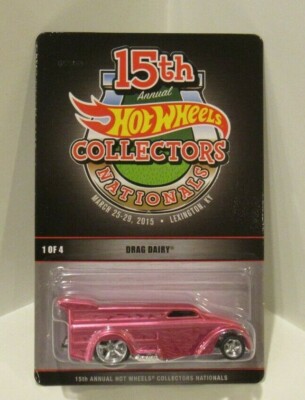 15th
Annual
HOT WHEELS
COLLECTORS
NATIONALS
MARCH 25-29, 2015 • LEXINGTON, KY
1 OF 4
DRAG DAIRY®
15th ANNUAL HOT WHEELS® COLLECTORS NATIONALS